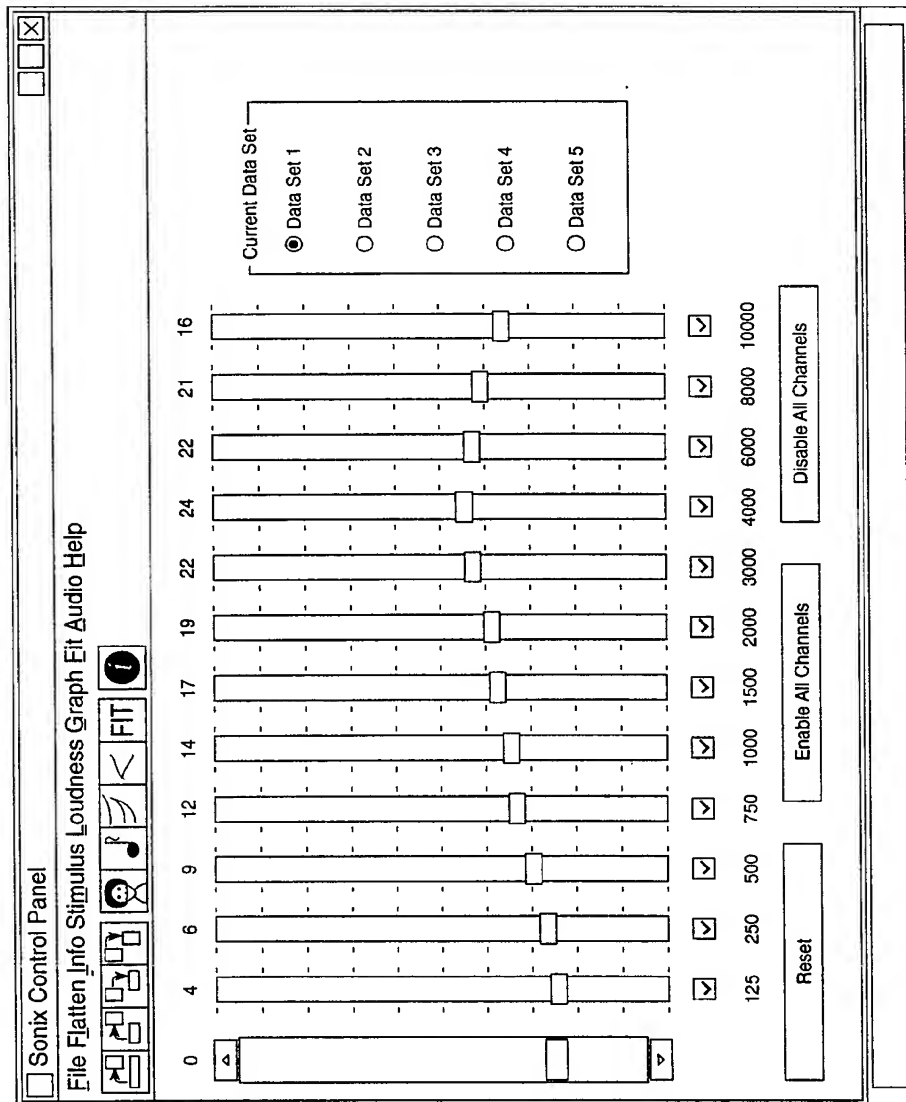 Sonix Control Panel
File Flatten Info Stimulus Loudness Graph Fit Audio Help
FIT i
0 4 6 9 12 14 17 19 22 24 22 21 16
125 250 500 750 1000 1500 2000 3000 4000 6000 8000 10000
Current Data Set
Data Set 1
Data Set 2
Data Set 3
Data Set 4
Data Set 5
Reset Enable All Channels Disable All Channels